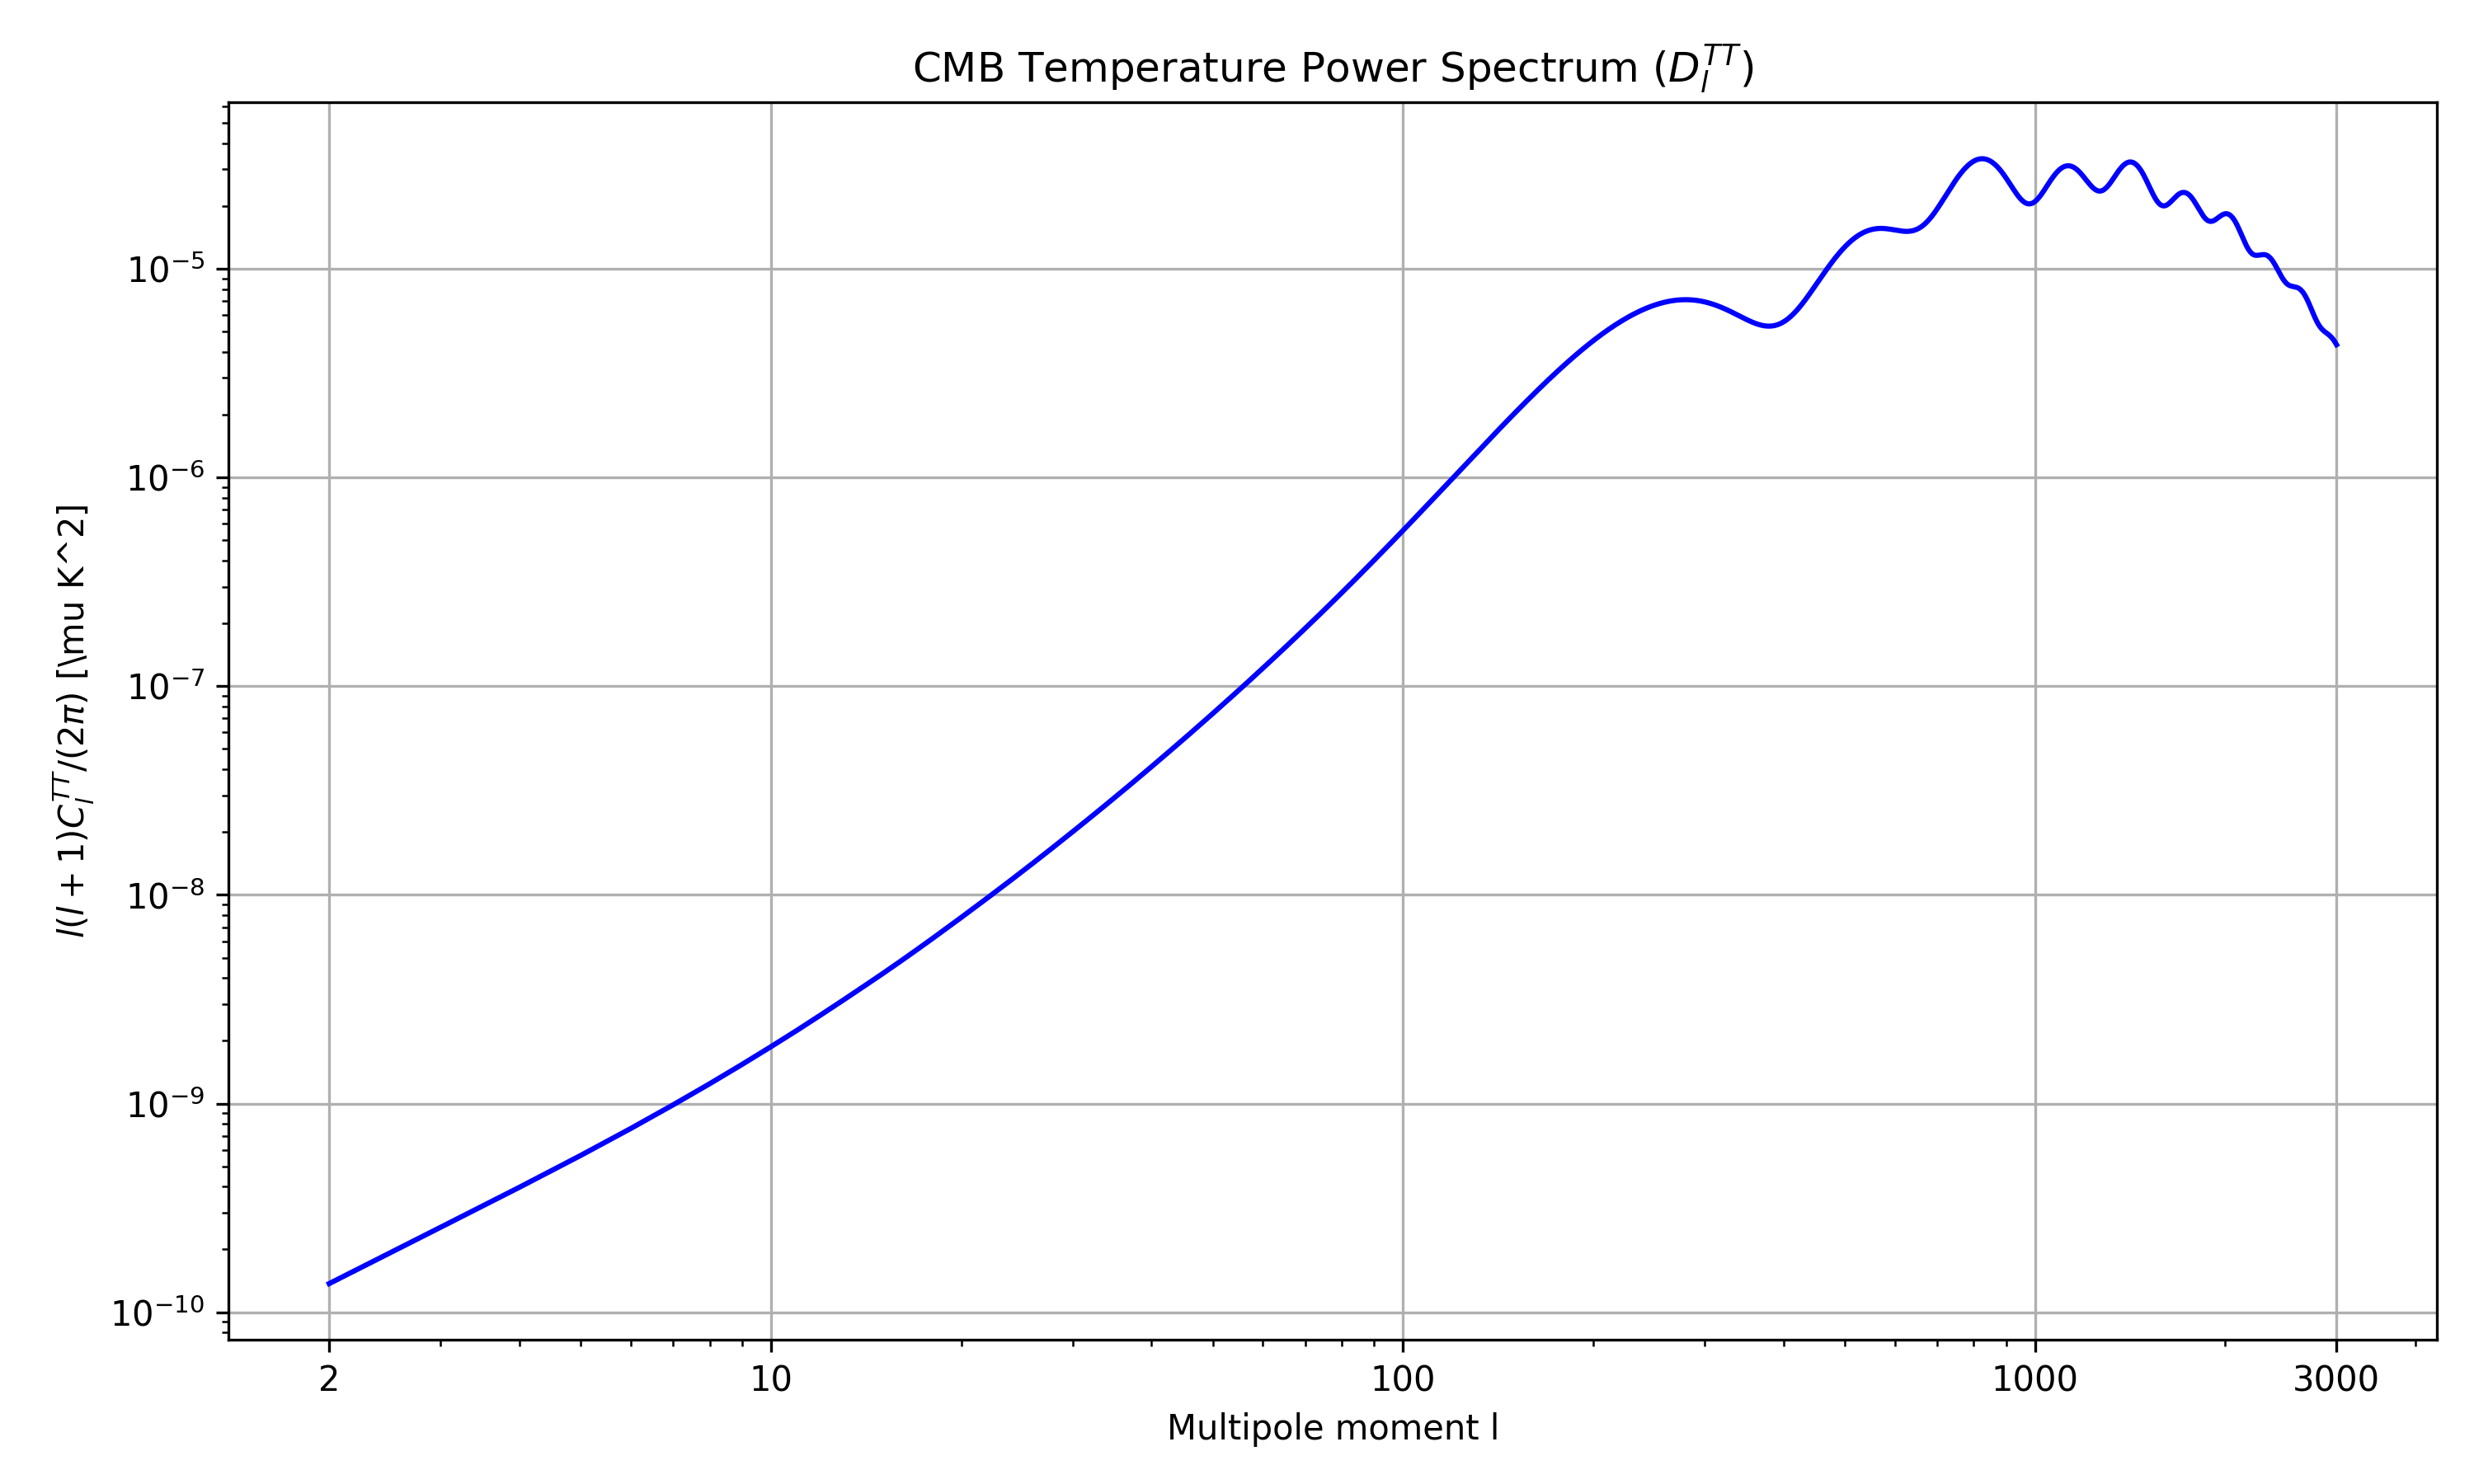 CMB Temperature Power Spectrum ($D_l^{TT}$)
$l(l+1)C_l^{TT}/(2\pi)$ [\mu K^2]
10⁻⁵
10⁻⁶
10⁻⁷
10⁻⁸
10⁻⁹
10⁻¹⁰
2 10 100 1000 3000
Multipole moment l